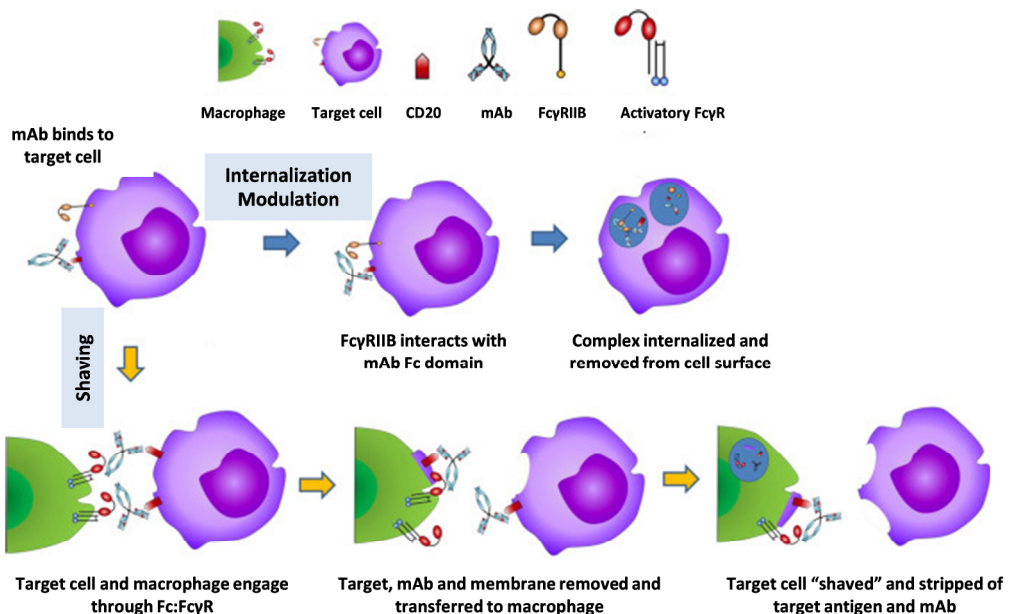 Macrophage
Target cell
CD20
mAb
FcγRIIB
Activatory FcγR
mAb binds to
target cell
Internalization
Modulation
FcγRIIB interacts with
mAb Fc domain
Complex internalized and
removed from cell surface
Shaving
Target cell and macrophage engage
through Fc:FcγR
Target, mAb and membrane removed and
transferred to macrophage
Target cell “shaved” and stripped of
target antigen and mAb